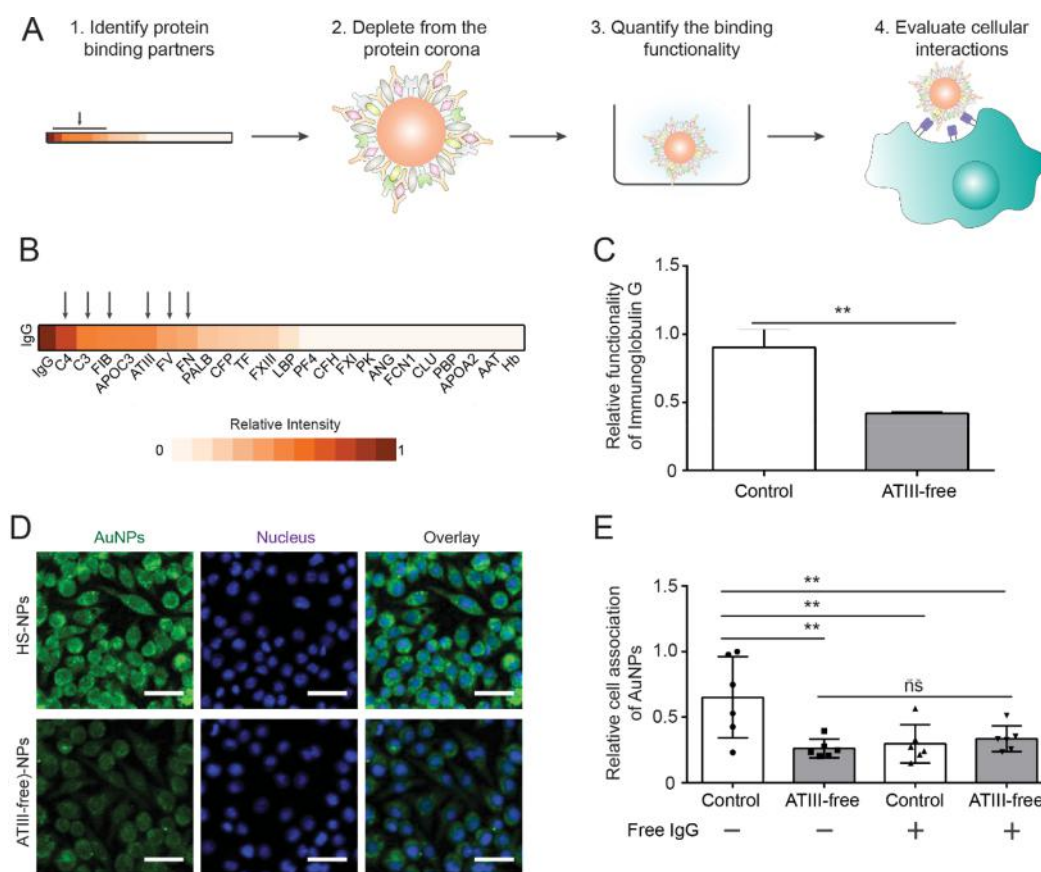 A
1. Identify protein
binding partners
2. Deplete from the
protein corona
3. Quantify the binding
functionality
4. Evaluate cellular
interactions
B
IgG
IgG
C4
C3
FIB
APOC3
ATIII
FV
FN
PALB
CFP
TF
FXIII
LBP
PF4
CFH
FXI
PK
ANG
FCN1
CLU
PBP
APOA2
AAT
Hb
Relative Intensity
0
1
C
Relative functionality
of Immunoglobulin G
1.5
1.0
0.5
0
**
Control
ATIII-free
D
AuNPs
Nucleus
Overlay
HS-NPs
ATIII-free)-NPs
E
Relative cell association
of AuNPs
1.5
1.0
0.5
0
**
**
**
ns
Control
ATIII-free
Control
ATIII-free
Free IgG
−
−
+
+